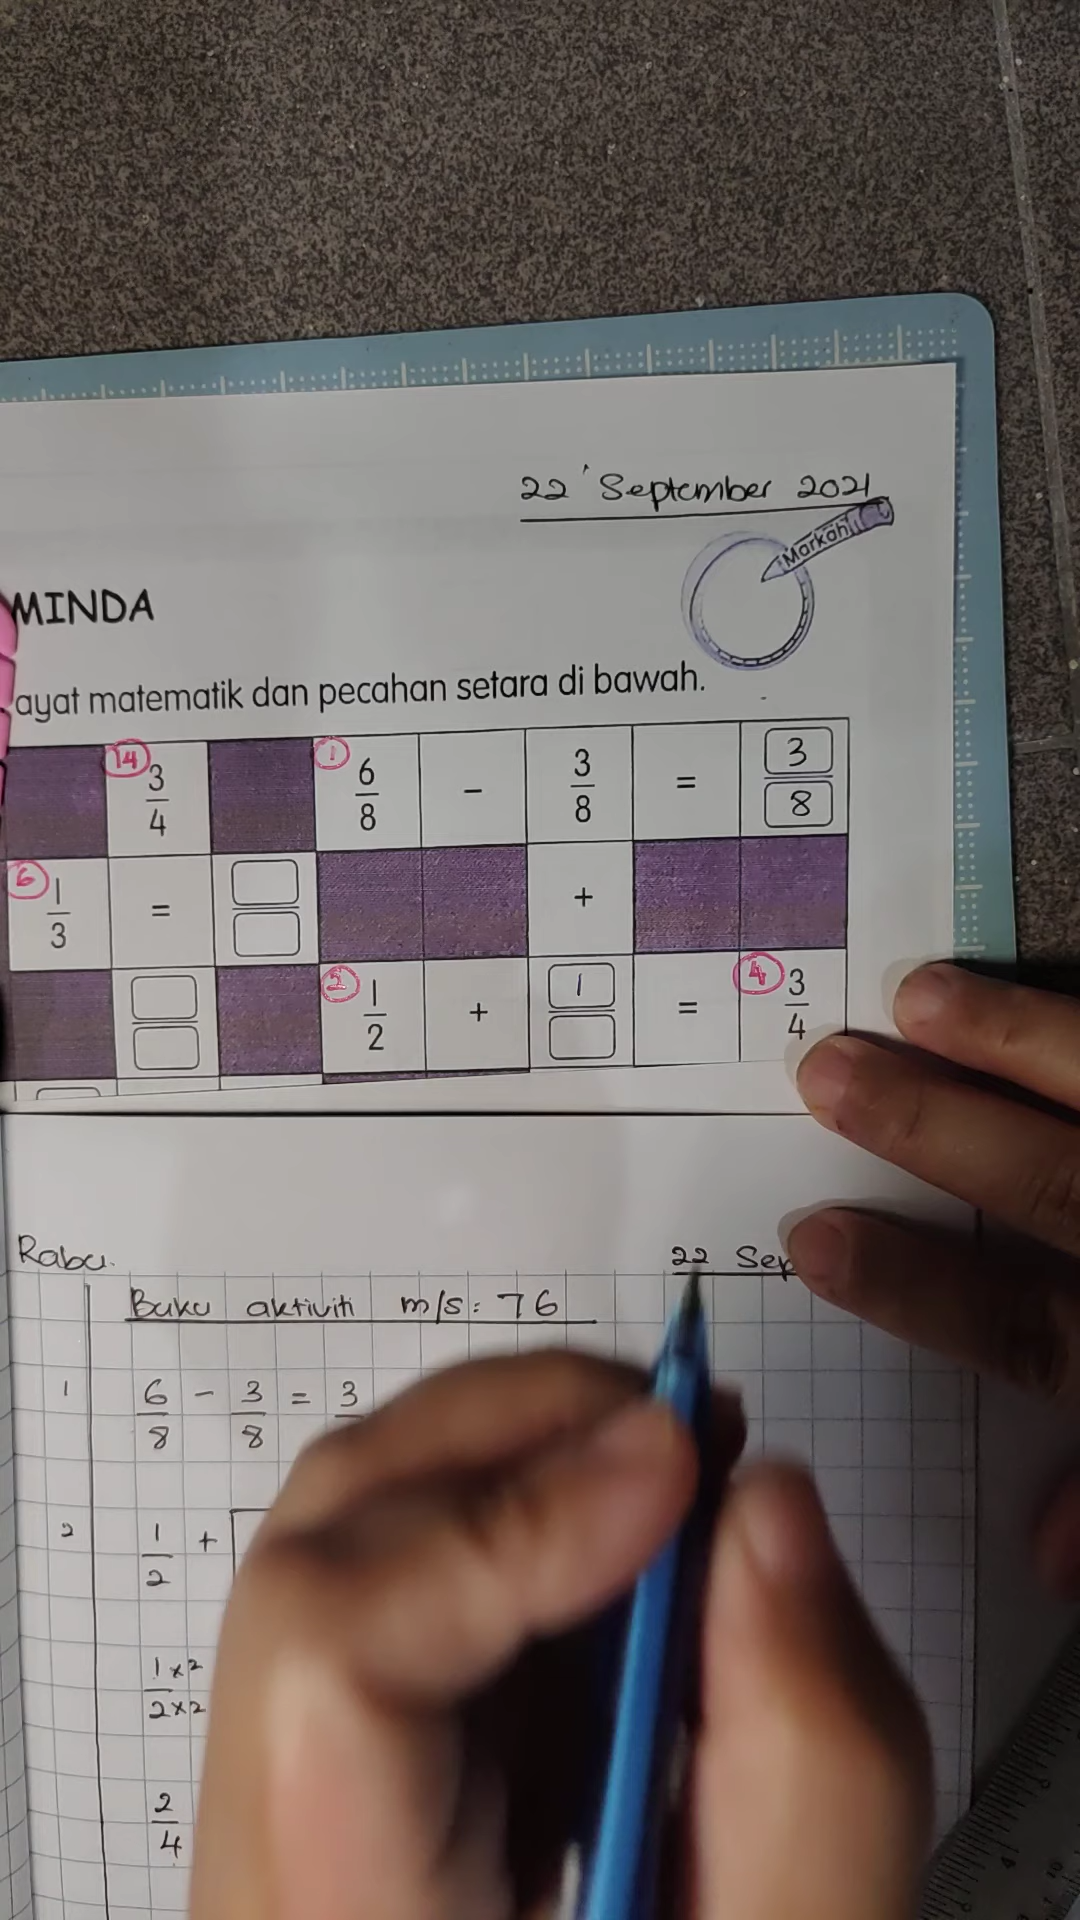 22 September 2021
Markah
MINDA
ayat matematik dan pecahan setara di bawah.
14 3/4 1 6/8 - 3/8 = 3/8
6 1/3 = +
2 1/2 + 1 = 4 3/4
Rabu. 22 Sep
Buku aktiviti m/s: 76
1 6/8 - 3/8 = 3
2 1/2 +
1×2/2×2
2/4